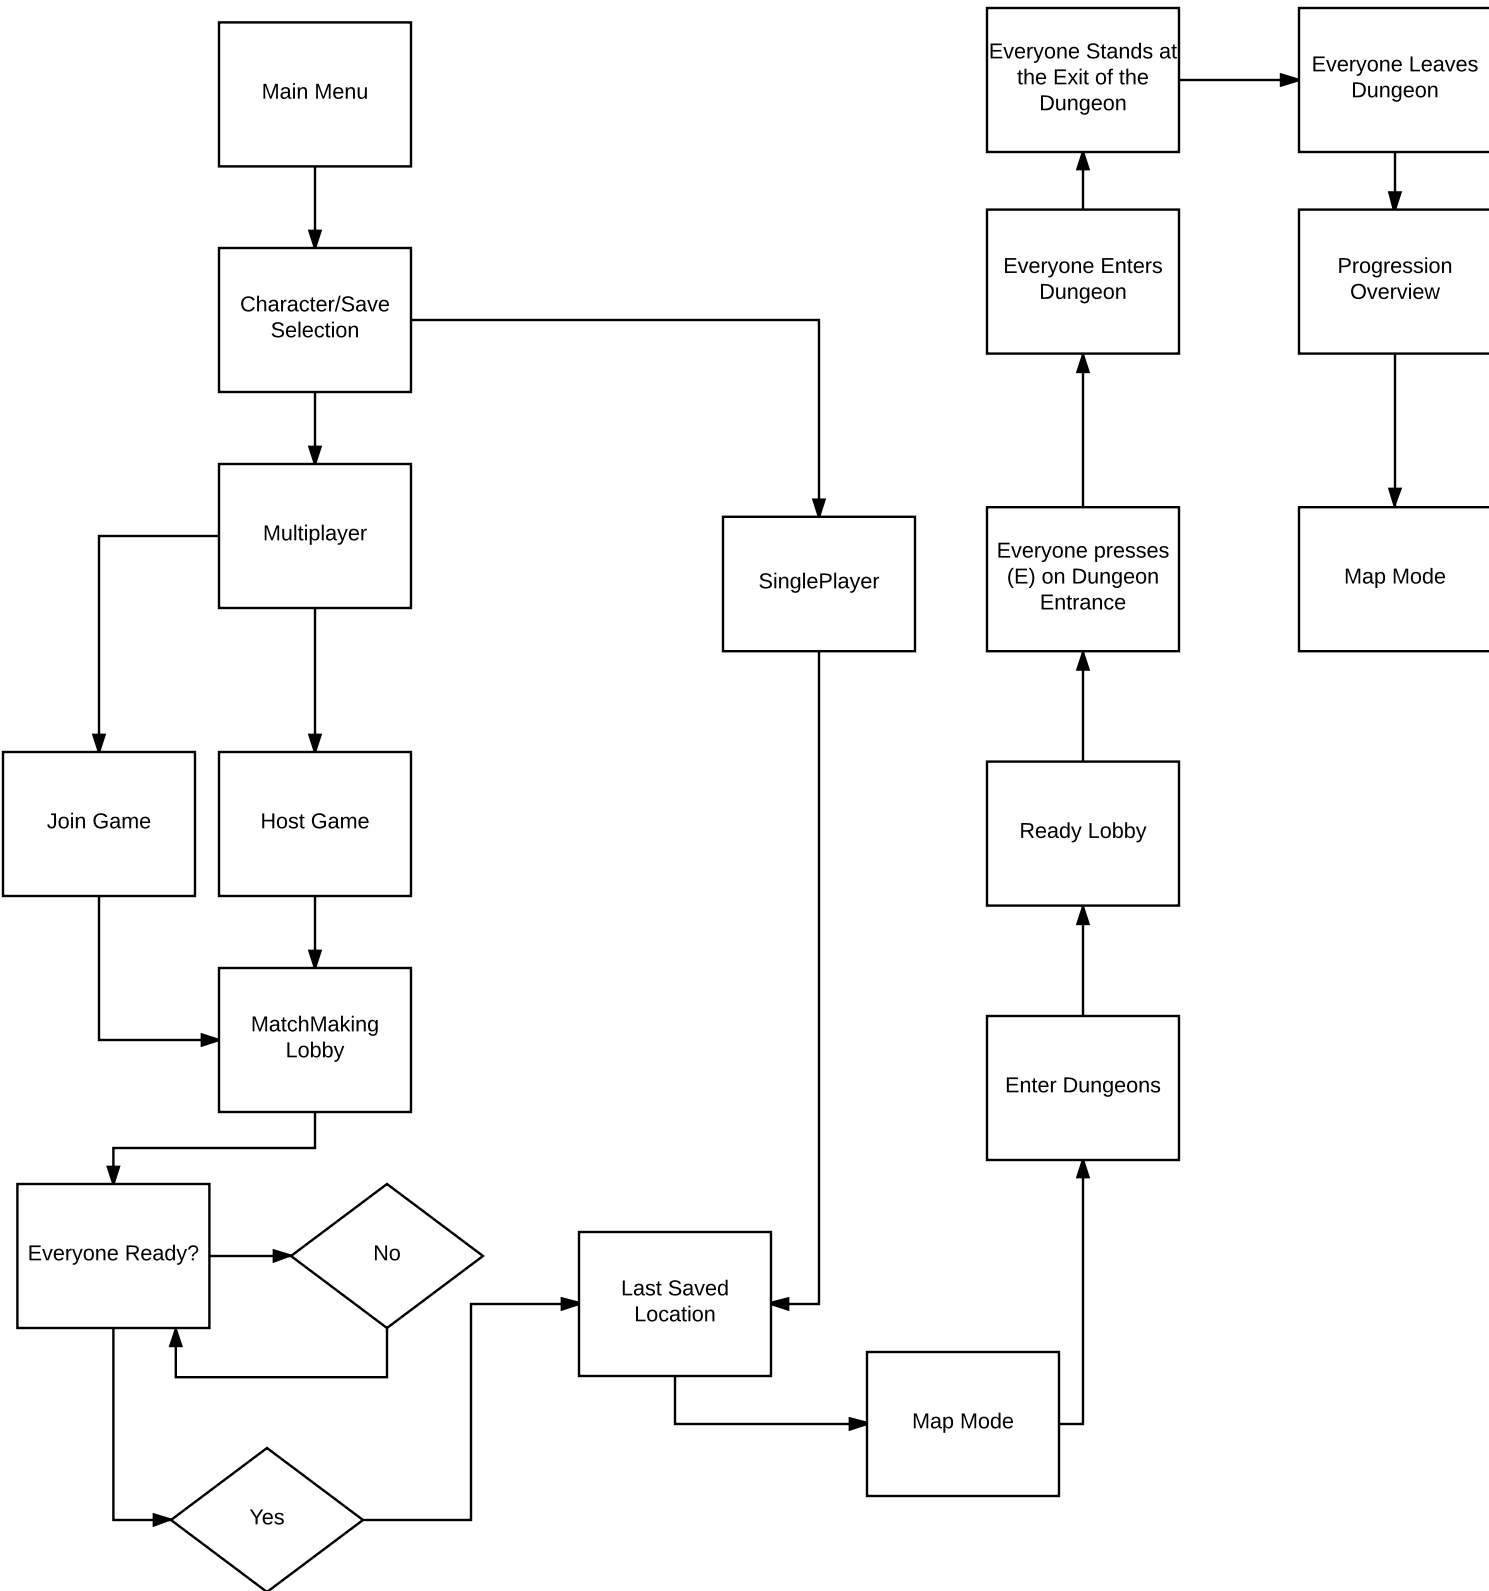 Main Menu
Character/Save
Selection
Multiplayer
SinglePlayer
Join Game
Host Game
MatchMaking
Lobby
Everyone Ready?
No
Yes
Last Saved
Location
Map Mode
Enter Dungeons
Ready Lobby
Everyone presses
(E) on Dungeon
Entrance
Everyone Enters
Dungeon
Everyone Stands at
the Exit of the
Dungeon
Everyone Leaves
Dungeon
Progression
Overview
Map Mode